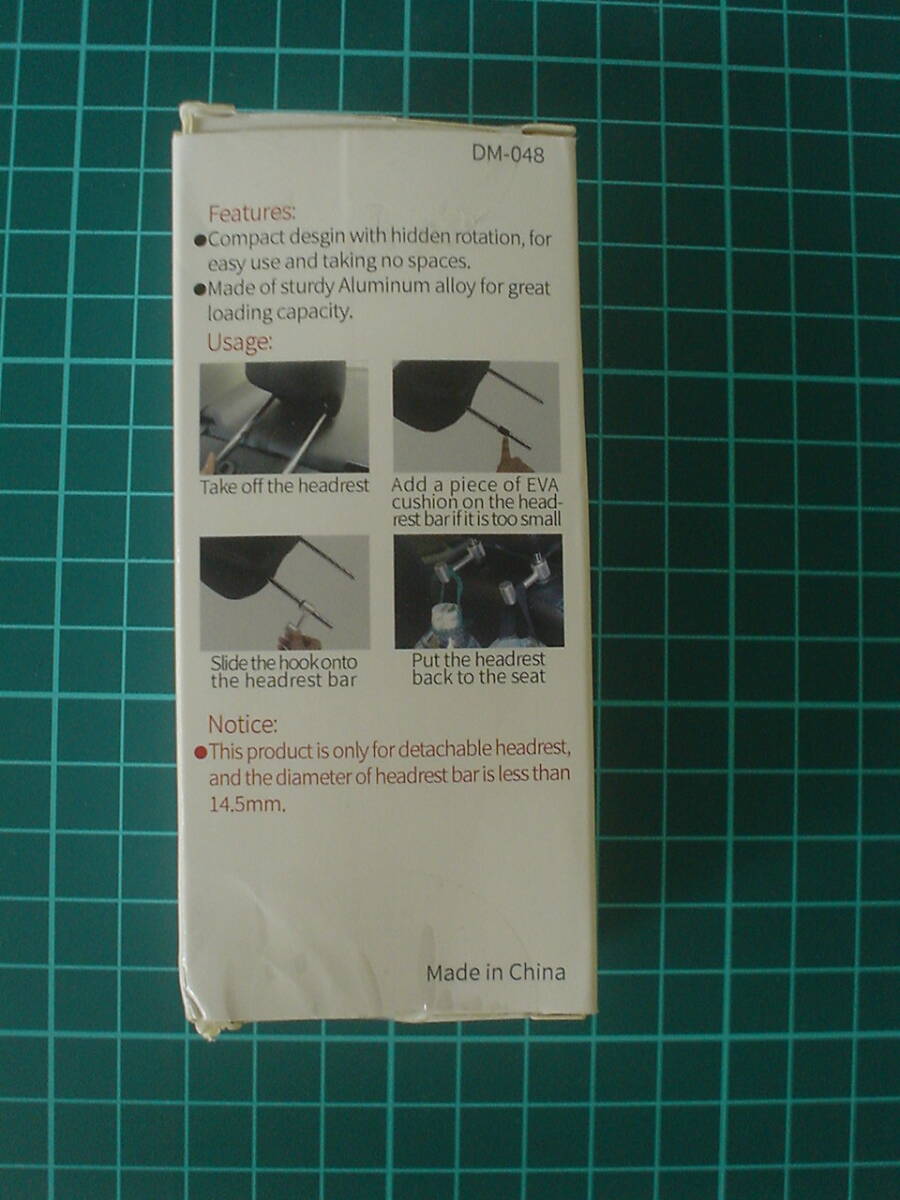 DM-048
Features:
●Compact desgin with hidden rotation, for
easy use and taking no spaces.
●Made of sturdy Aluminum alloy for great
loading capacity.
Usage:
Take off the headrest
Add a piece of EVA
cushion on the head-
rest bar if it is too small
Slide the hook onto
the headrest bar
Put the headrest
back to the seat
Notice:
●This product is only for detachable headrest,
and the diameter of headrest bar is less than
14.5mm.
Made in China